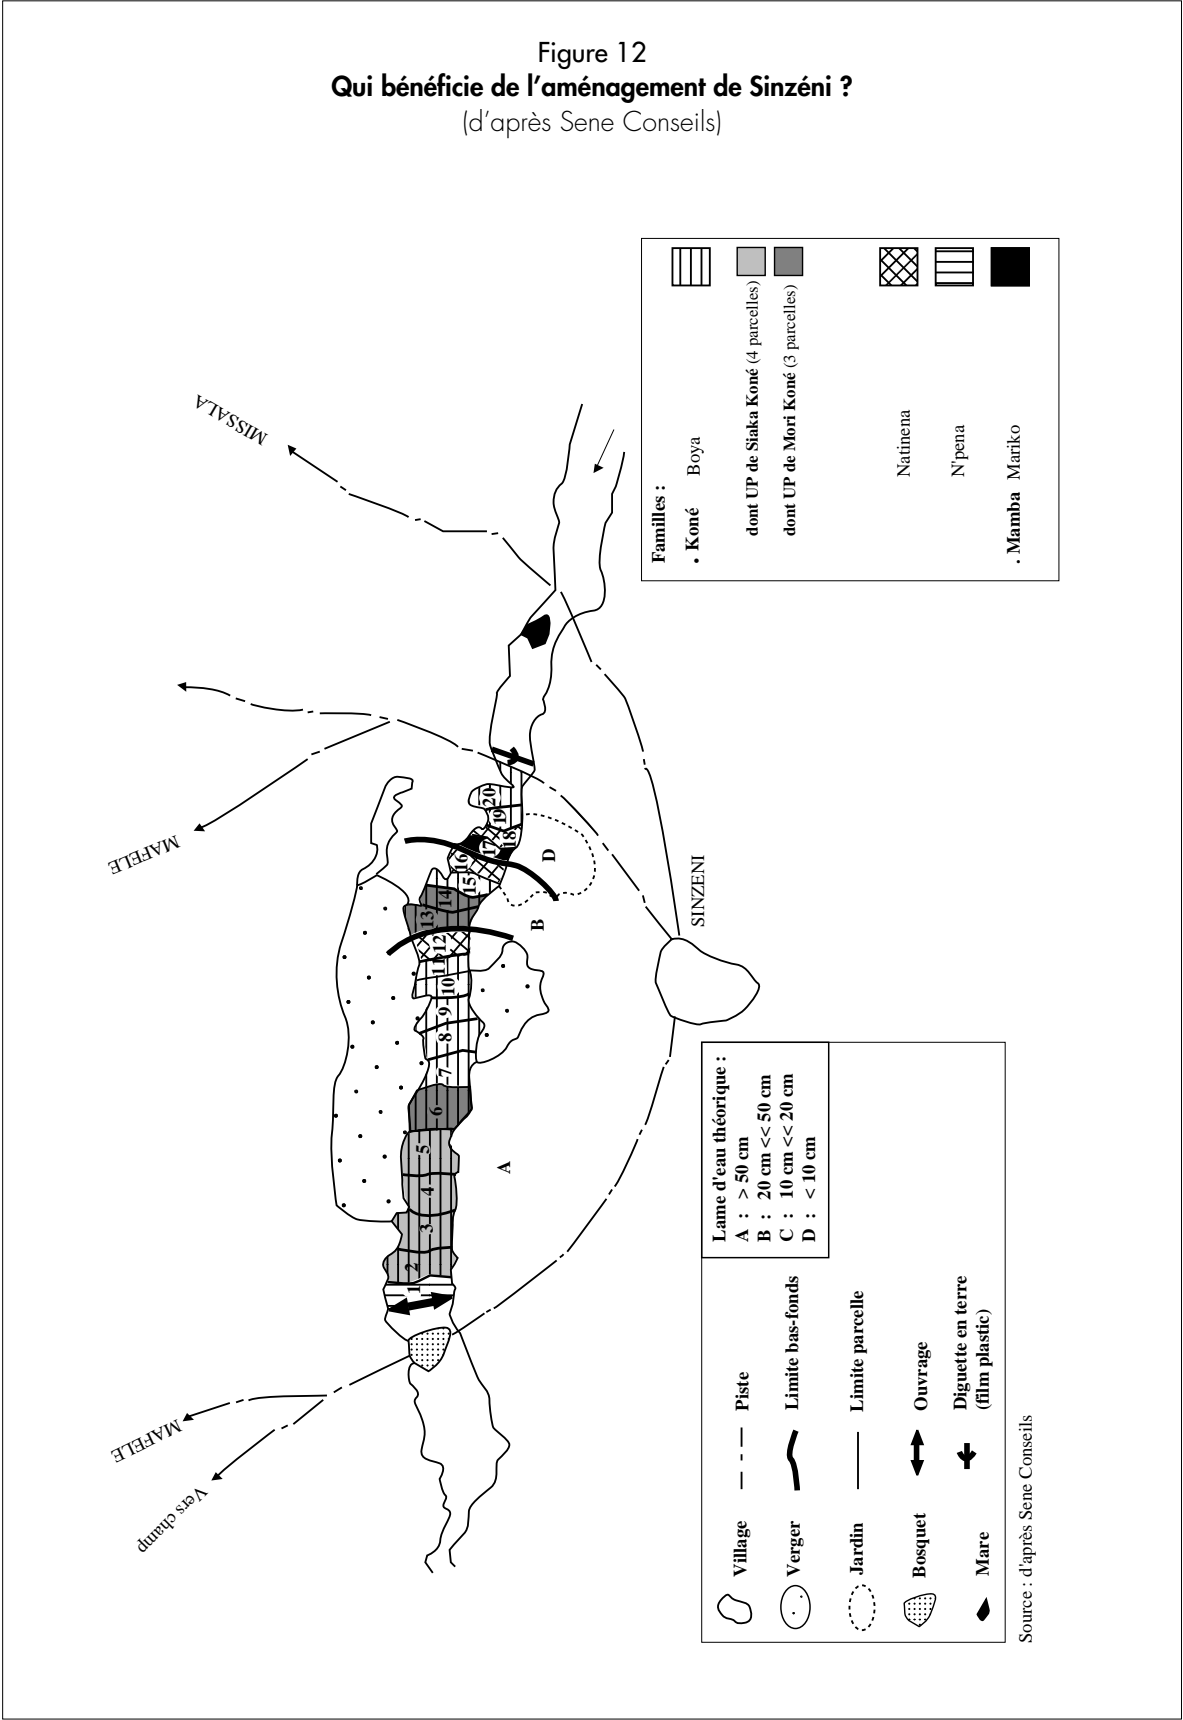 Figure 12
Qui bénéficie de l'aménagement de Sinzéni ?
(d'après Sene Conseils)
MISSALA
MAFELE
MAFELE
Vers champ
SINZENI
A
B
D
1
2
3
4
5
6
7
8
9
10
11
12
13
14
15
16
17
18
19
20
Familles :
. Koné Boya
dont UP de Siaka Koné (4 parcelles)
dont UP de Mori Koné (3 parcelles)
Natinena
N'pena
. Mamba Mariko
Lame d'eau théorique :
A : > 50 cm
B : 20 cm << 50 cm
C : 10 cm << 20 cm
D : < 10 cm
Village
Verger
Jardin
Bosquet
Mare
Piste
Limite bas-fonds
Limite parcelle
Ouvrage
Diguette en terre
(film plastic)
Source : d'après Sene Conseils